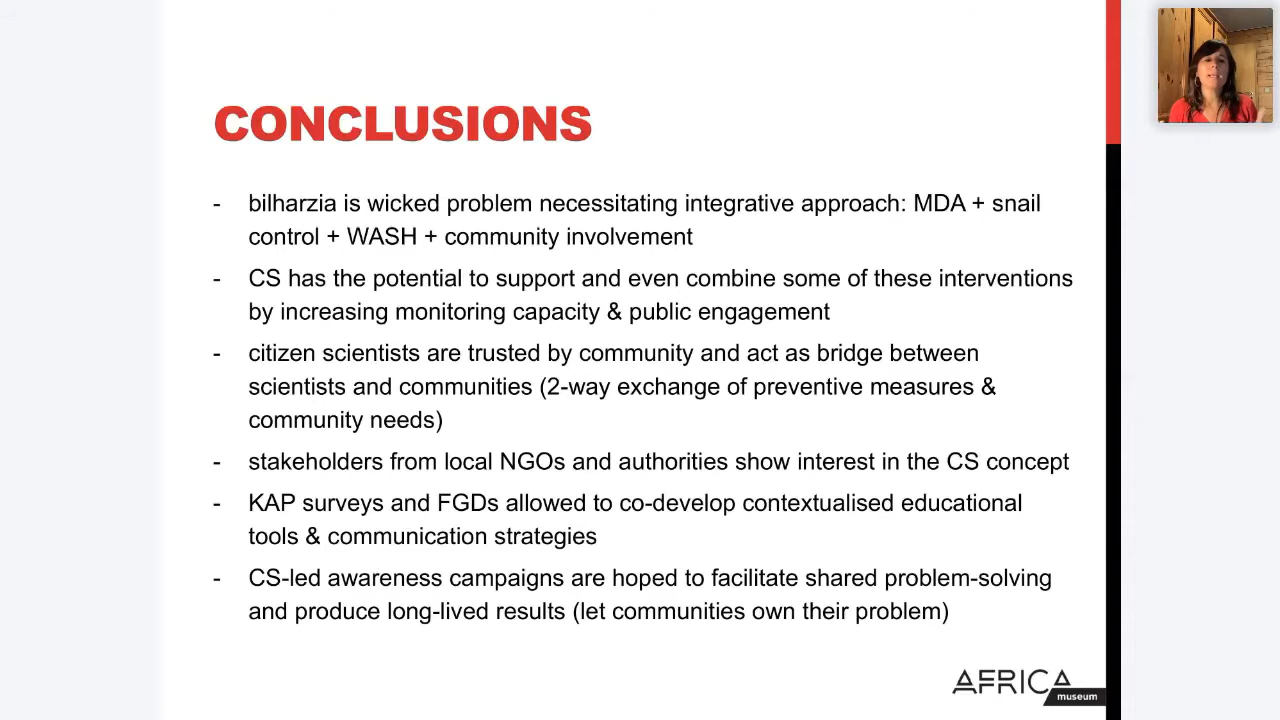 CONCLUSIONS
- bilharzia is wicked problem necessitating integrative approach: MDA + snail
control + WASH + community involvement
- CS has the potential to support and even combine some of these interventions
by increasing monitoring capacity & public engagement
- citizen scientists are trusted by community and act as bridge between
scientists and communities (2-way exchange of preventive measures &
community needs)
- stakeholders from local NGOs and authorities show interest in the CS concept
- KAP surveys and FGDs allowed to co-develop contextualised educational
tools & communication strategies
- CS-led awareness campaigns are hoped to facilitate shared problem-solving
and produce long-lived results (let communities own their problem)
AFRICA
museum